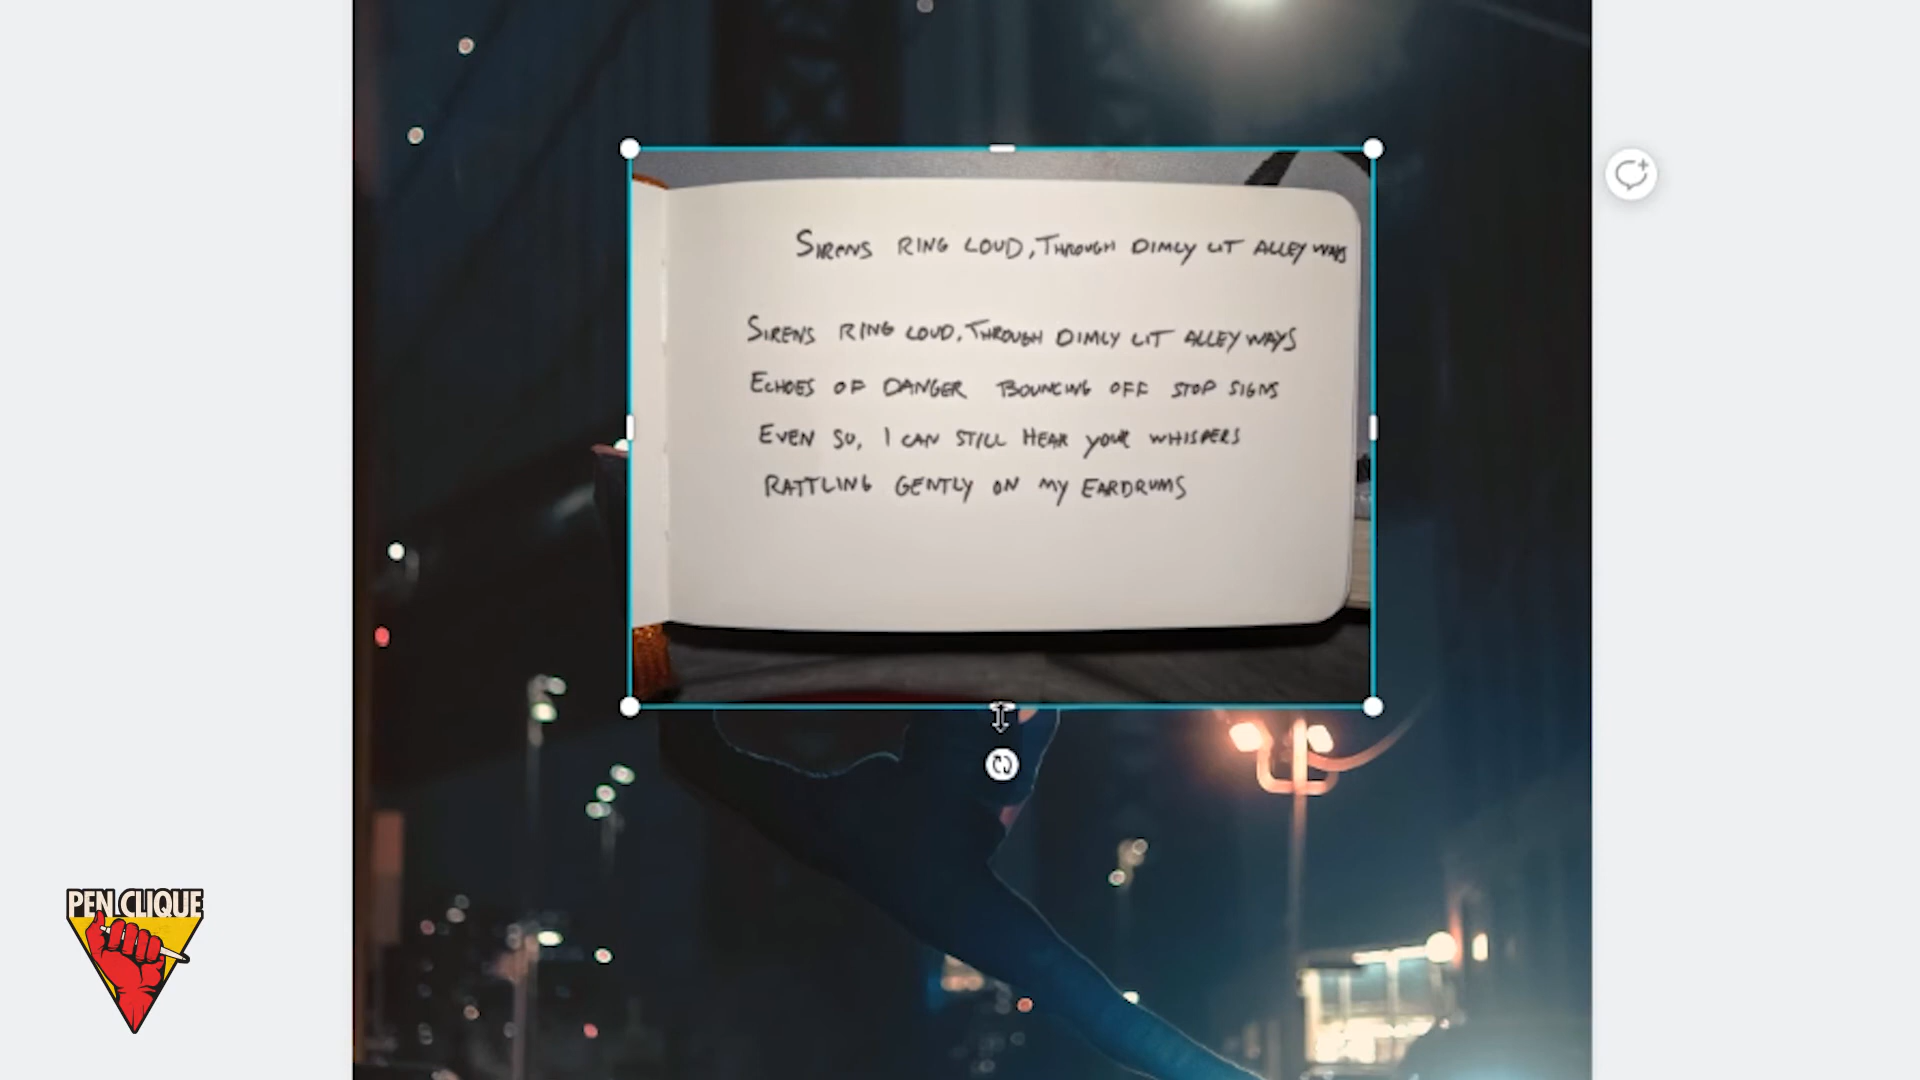 Sirens RING LOUD, THROUGH DIMLY LIT ALLEY WAYS
SIRENS RING LOUD, THROUGH DIMLY LIT ALLEY WAYS
ECHOES OF DANGER BOUNCING OFF STOP SIGNS
EVEN SO, I CAN STILL HEAR your WHISPERS
RATTLING GENTLY ON MY EARDRUMS
PEN.CLIQUE